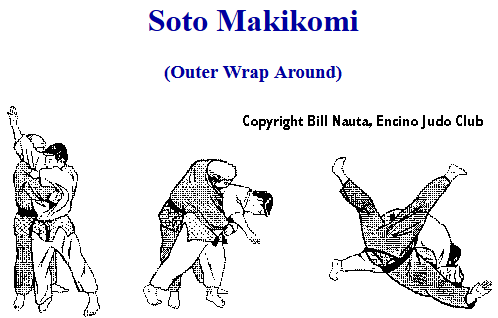 Soto Makikomi
(Outer Wrap Around)
Copyright Bill Nauta, Encino Judo Club